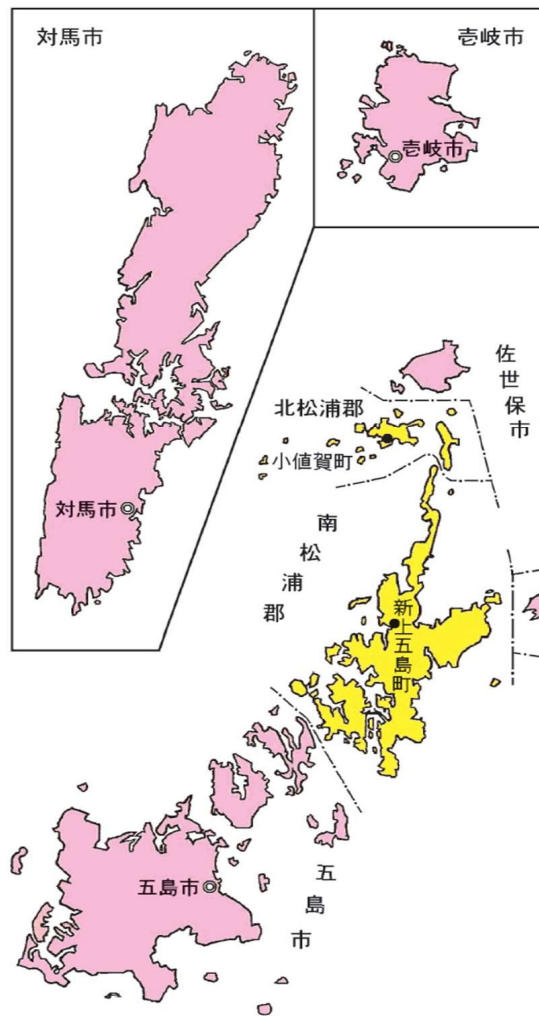 対馬市
壱岐市
壱岐市
佐世保市
北松浦郡
小値賀町
南松浦郡
新上五島町
対馬市
五島市
五島市